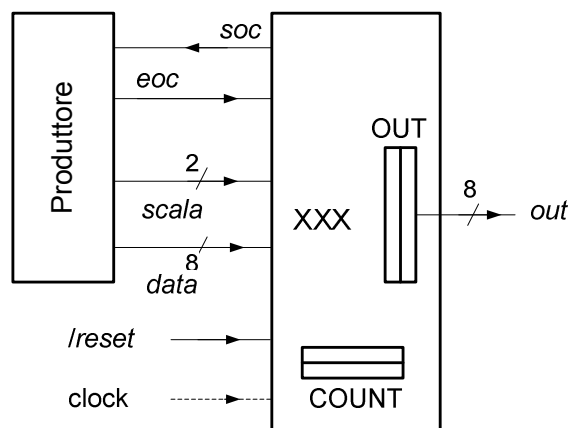 soc
eoc
Produttore
OUT
2
scala
XXX
8
out
8
data
/reset
clock
COUNT